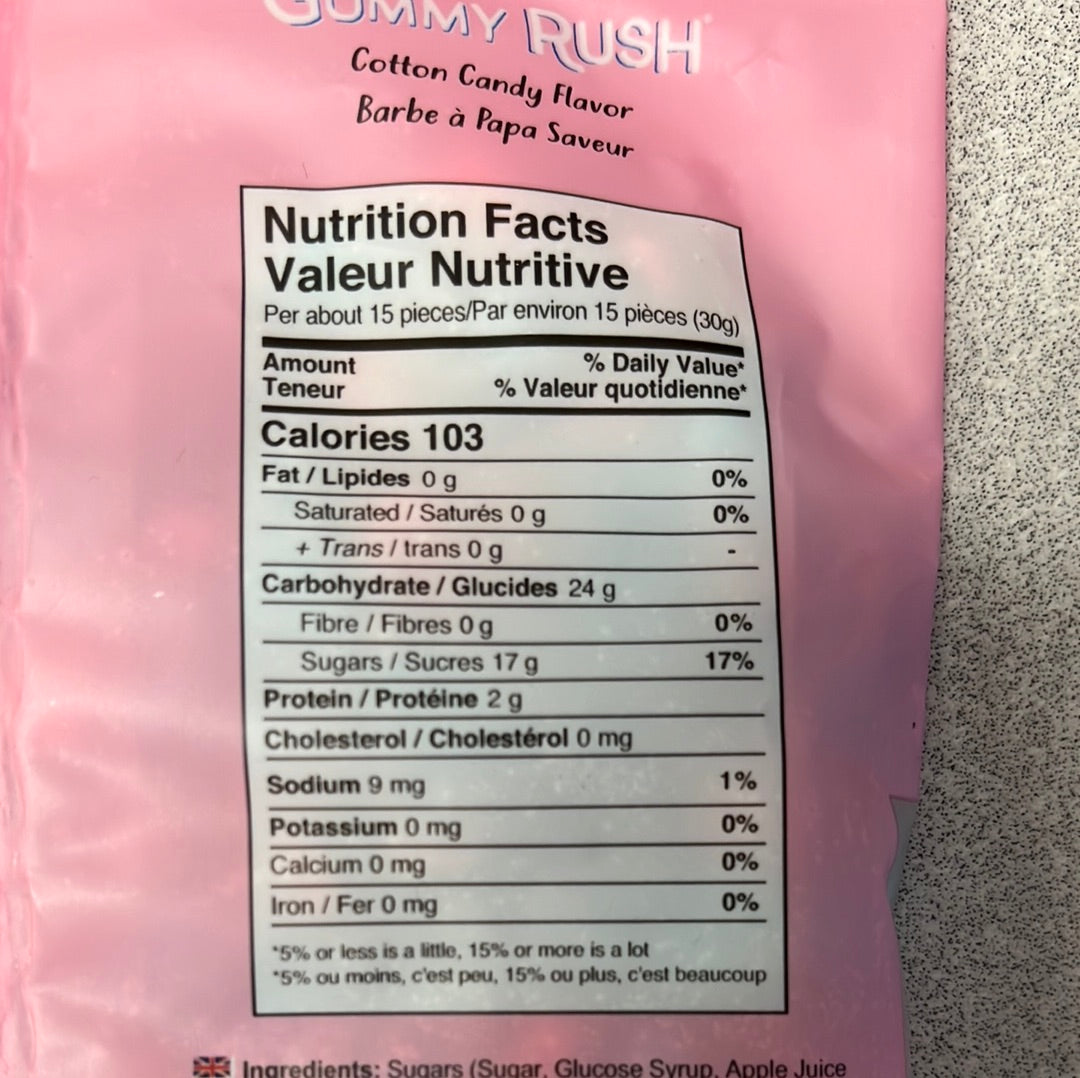 GUMMY RUSH
Cotton Candy Flavor
Barbe à Papa Saveur
Nutrition Facts
Valeur Nutritive
Per about 15 pieces/Par environ 15 pièces (30g)
Amount % Daily Value*
Teneur % Valeur quotidienne*
Calories 103
Fat / Lipides 0 g 0%
Saturated / Saturés 0 g 0%
+ Trans / trans 0 g -
Carbohydrate / Glucides 24 g
Fibre / Fibres 0 g 0%
Sugars / Sucres 17 g 17%
Protein / Protéine 2 g
Cholesterol / Cholestérol 0 mg
Sodium 9 mg 1%
Potassium 0 mg 0%
Calcium 0 mg 0%
Iron / Fer 0 mg 0%
*5% or less is a little, 15% or more is a lot
*5% ou moins, c'est peu, 15% ou plus, c'est beaucoup
Ingredients: Sugars (Sugar, Glucose Syrup, Apple Juice